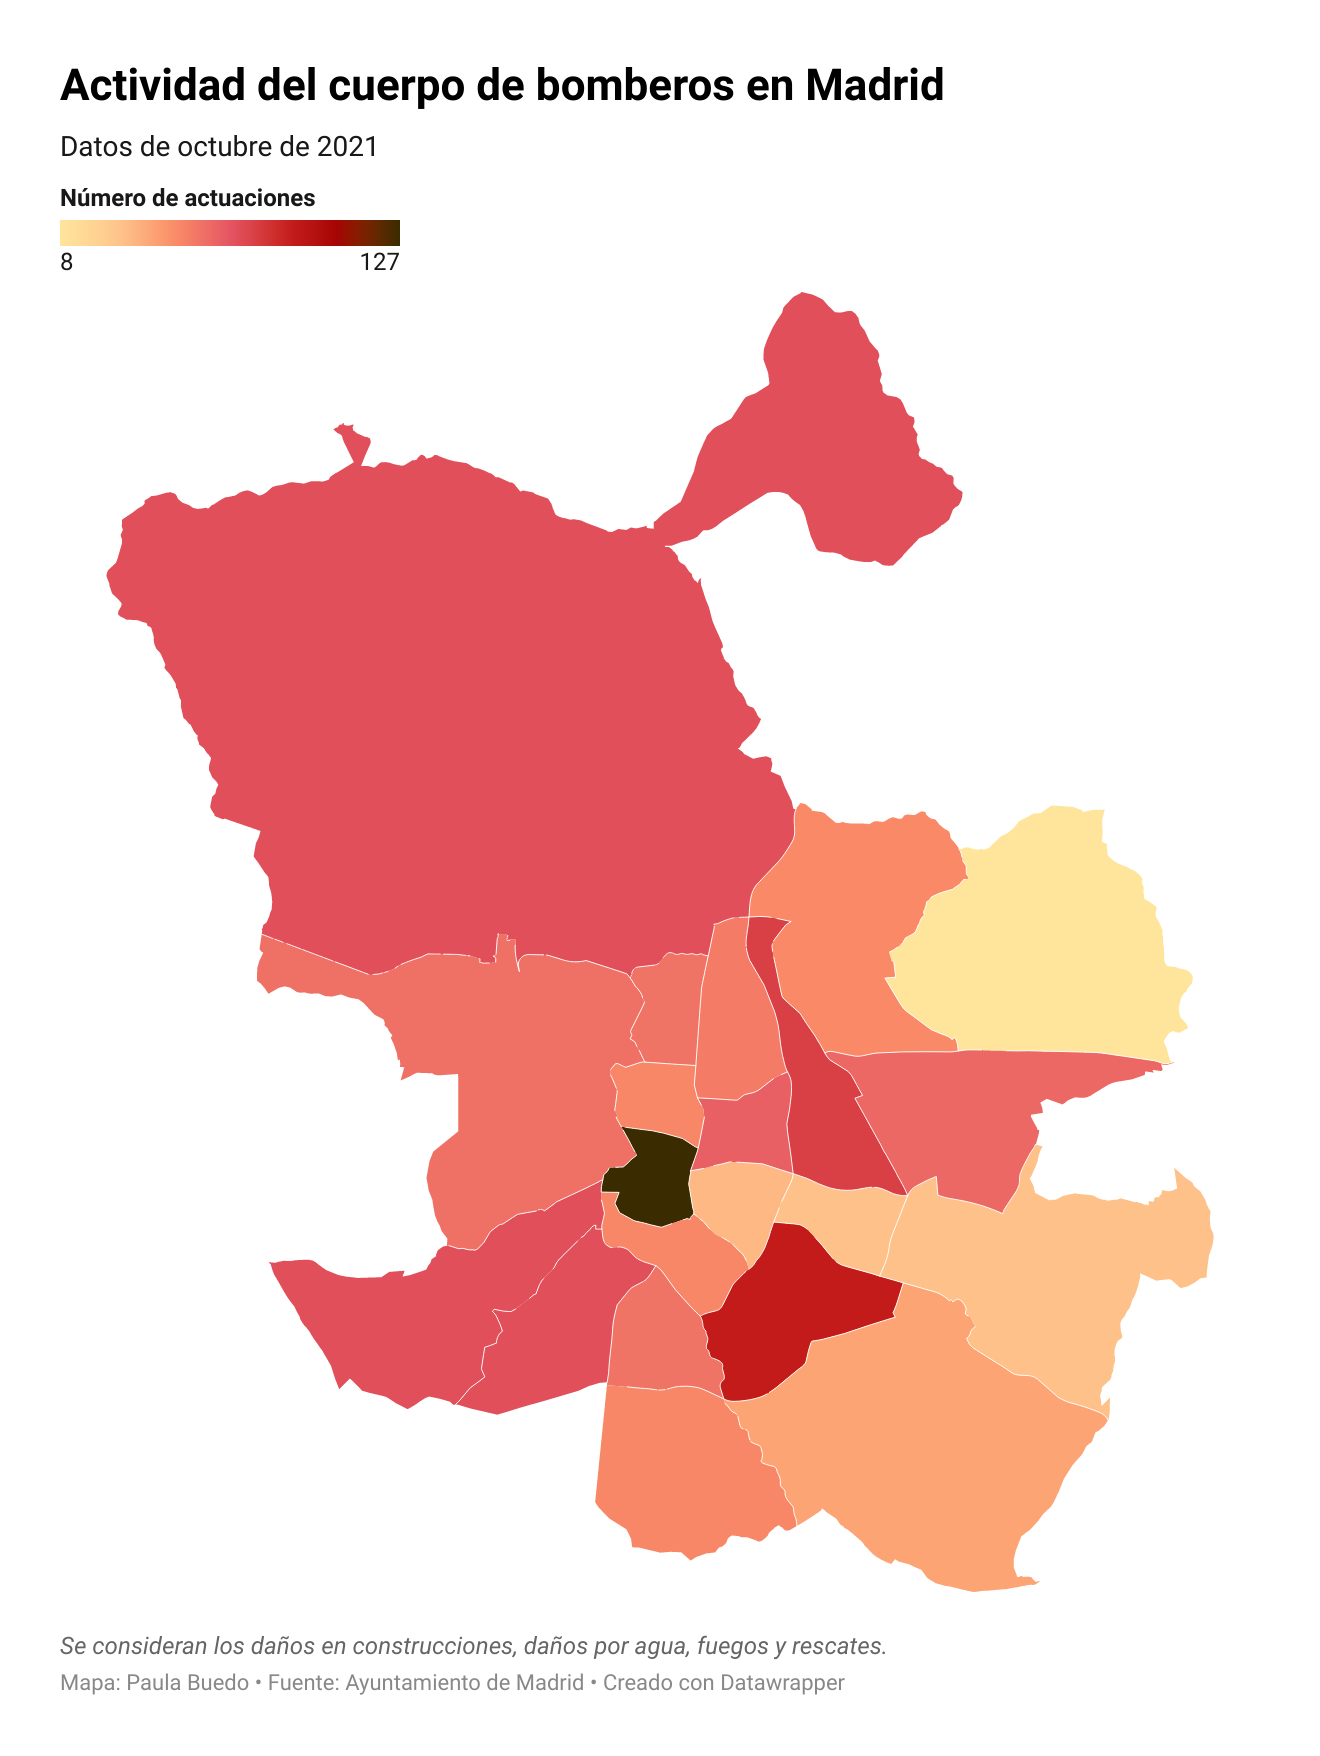 Actividad del cuerpo de bomberos en Madrid
Datos de octubre de 2021
Número de actuaciones
8 127
Se consideran los daños en construcciones, daños por agua, fuegos y rescates.
Mapa: Paula Buedo • Fuente: Ayuntamiento de Madrid • Creado con Datawrapper